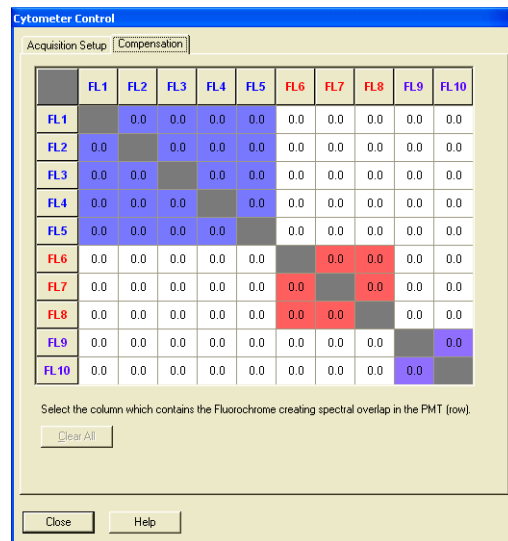 Cytometer Control
Acquisition Setup Compensation
FL1 FL2 FL3 FL4 FL5 FL6 FL7 FL8 FL9 FL10
FL1 0.0 0.0 0.0 0.0 0.0 0.0 0.0 0.0 0.0
FL2 0.0 0.0 0.0 0.0 0.0 0.0 0.0 0.0 0.0
FL3 0.0 0.0 0.0 0.0 0.0 0.0 0.0 0.0 0.0
FL4 0.0 0.0 0.0 0.0 0.0 0.0 0.0 0.0 0.0
FL5 0.0 0.0 0.0 0.0 0.0 0.0 0.0 0.0 0.0
FL6 0.0 0.0 0.0 0.0 0.0 0.0 0.0 0.0 0.0
FL7 0.0 0.0 0.0 0.0 0.0 0.0 0.0 0.0 0.0
FL8 0.0 0.0 0.0 0.0 0.0 0.0 0.0 0.0 0.0
FL9 0.0 0.0 0.0 0.0 0.0 0.0 0.0 0.0 0.0
FL10 0.0 0.0 0.0 0.0 0.0 0.0 0.0 0.0 0.0
Select the column which contains the Fluorochrome creating spectral overlap in the PMT (row).
Clear All
Close Help